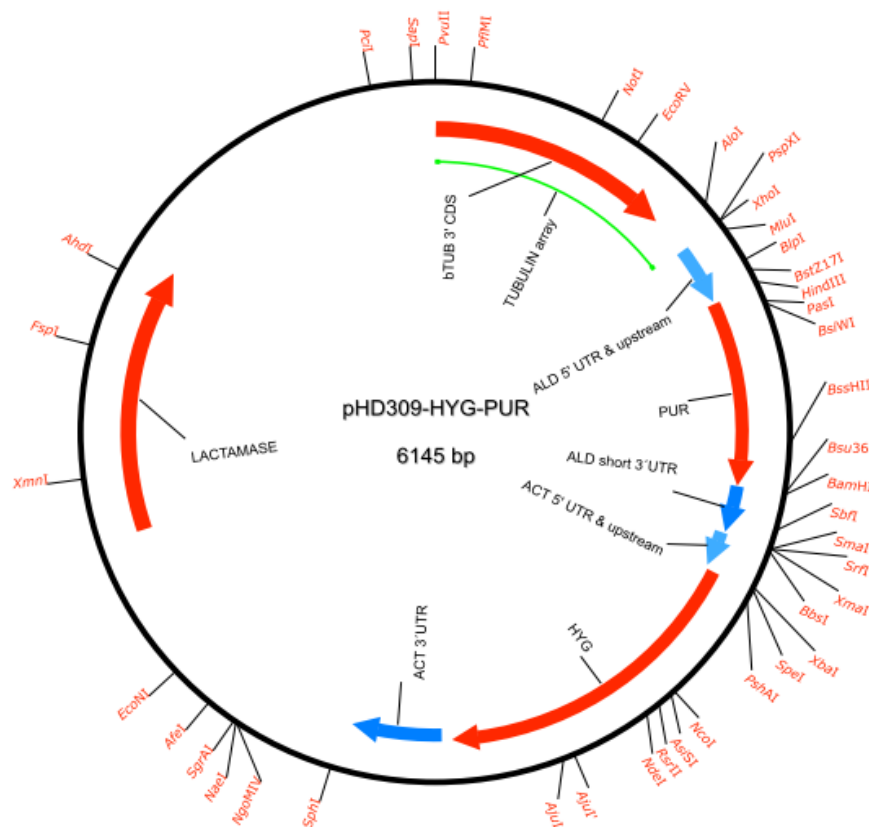 PciI
SapI
PvuII
PflMI
NotI
EcoRV
AloI
PspXI
XhoI
MluI
BlpI
BstZ17I
HindIII
PasI
BsiWI
BssHII
Bsu36
BamHI
SbfI
SmaI
SrfI
XmaI
BbsI
XbaI
SpeI
PshAI
NcoI
AsiSI
RsrII
NdeI
AjuI'
AjuI
SphI
NgoMIV
NaeI
SgrAI
AfeI
EcoNI
XmnI
FspI
AhdI
bTUB 3' CDS
TUBULIN array
ALD 5' UTR & upstream
PUR
ALD short 3´UTR
ACT 5' UTR & upstream
HYG
ACT 3´UTR
LACTAMASE
pHD309-HYG-PUR
6145 bp